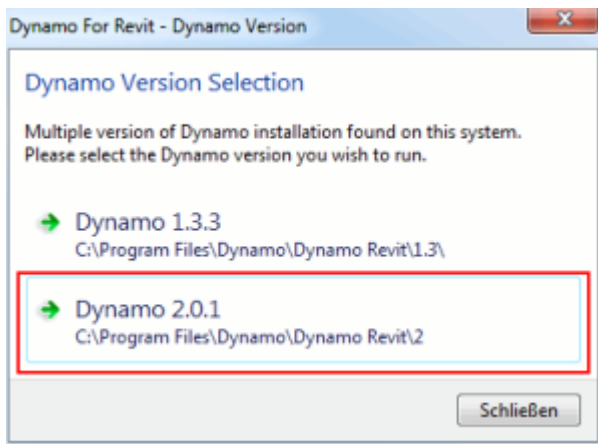 Dynamo For Revit - Dynamo Version
Dynamo Version Selection
Multiple version of Dynamo installation found on this system.
Please select the Dynamo version you wish to run.
Dynamo 1.3.3
C:\Program Files\Dynamo\Dynamo Revit\1.3\
Dynamo 2.0.1
C:\Program Files\Dynamo\Dynamo Revit\2
Schließen